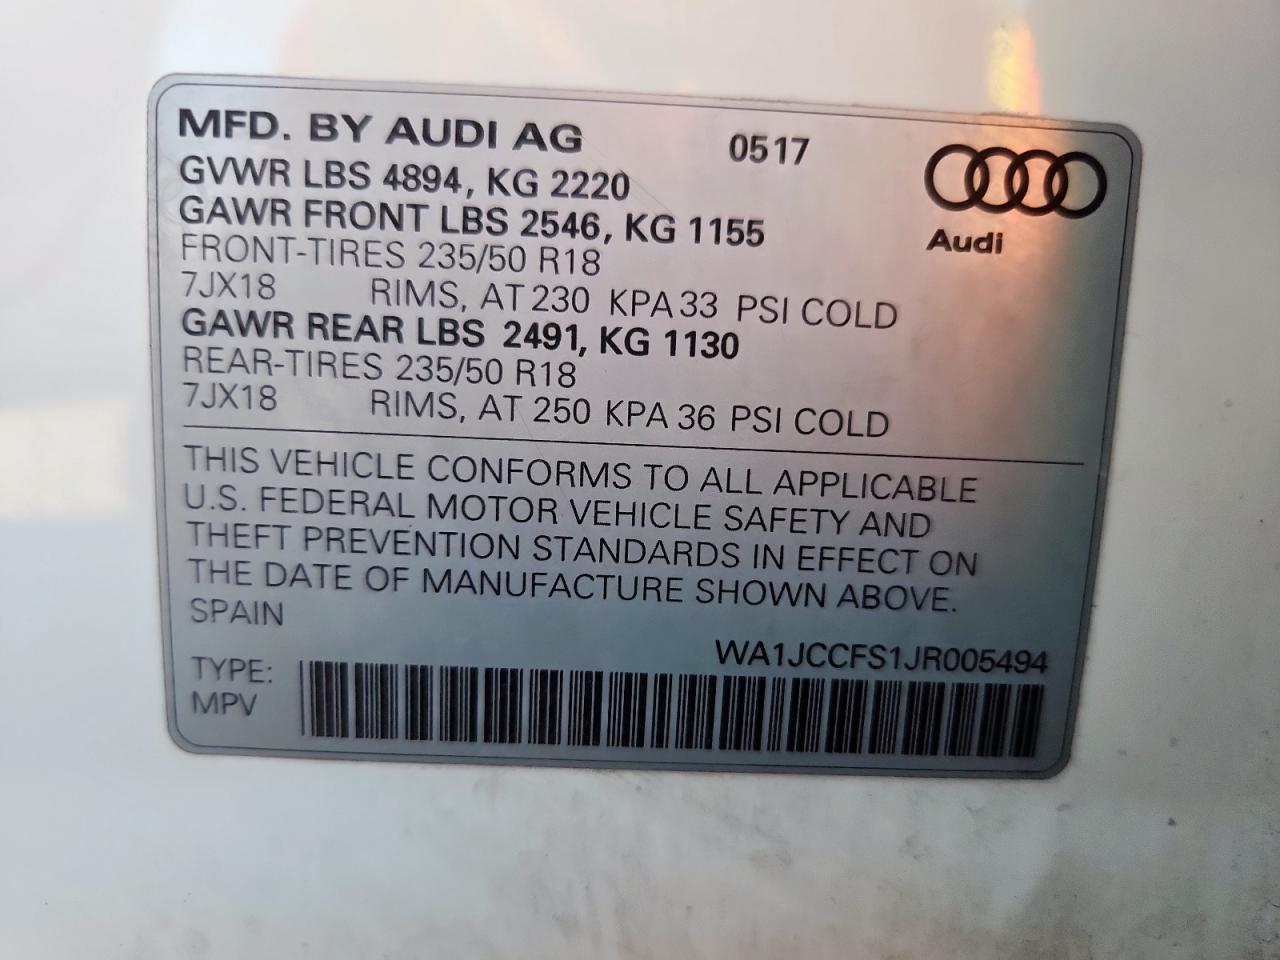 MFD. BY AUDI AG 0517
GVWR LBS 4894, KG 2220
GAWR FRONT LBS 2546, KG 1155
FRONT-TIRES 235/50 R18
7JX18 RIMS, AT 230 KPA 33 PSI COLD
GAWR REAR LBS 2491, KG 1130
REAR-TIRES 235/50 R18
7JX18 RIMS, AT 250 KPA 36 PSI COLD
Audi
THIS VEHICLE CONFORMS TO ALL APPLICABLE
U.S. FEDERAL MOTOR VEHICLE SAFETY AND
THEFT PREVENTION STANDARDS IN EFFECT ON
THE DATE OF MANUFACTURE SHOWN ABOVE.
SPAIN
WA1JCCFS1JR005494
TYPE:
MPV